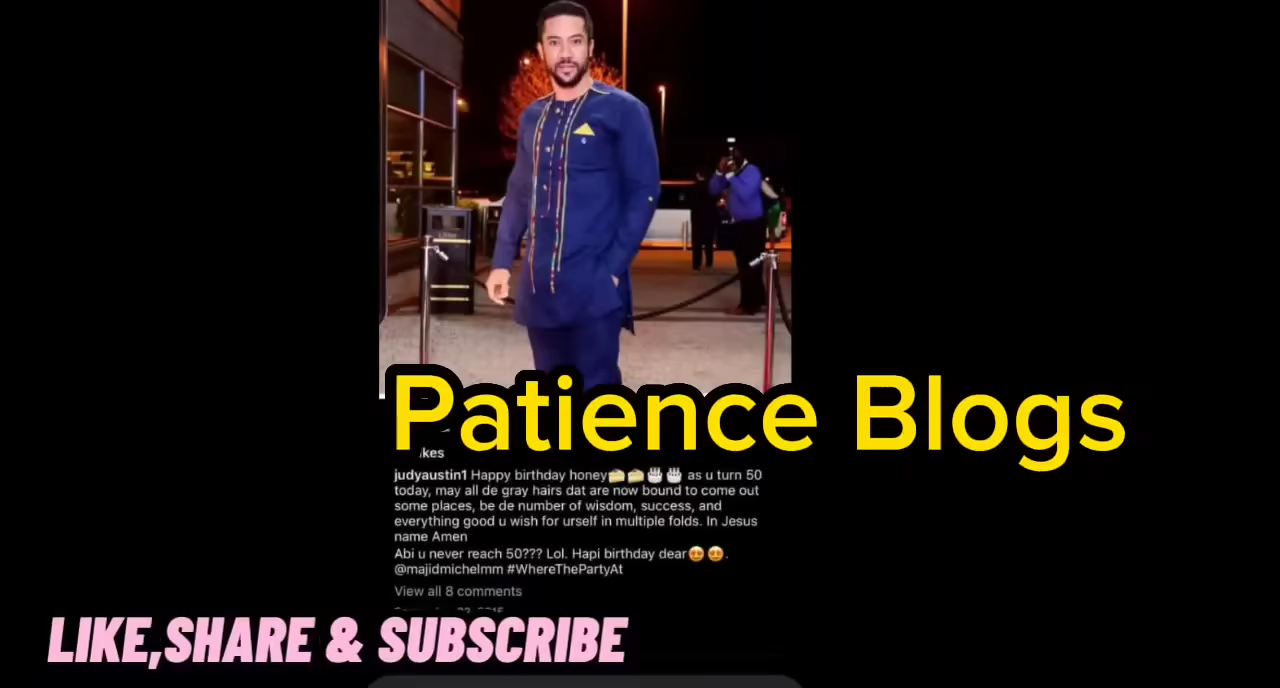 Patience Blogs
kes
judyaustin1 Happy birthday honey🍰🍰🎂🎂 as u turn 50
today, may all de gray hairs dat are now bound to come out
some places, be de number of wisdom, success, and
everything good u wish for urself in multiple folds. In Jesus
name Amen
Abi u never reach 50??? Lol. Hapi birthday dear😍😍.
@majidmichelmm #WhereThePartyAt
View all 8 comments
LIKE,SHARE & SUBSCRIBE